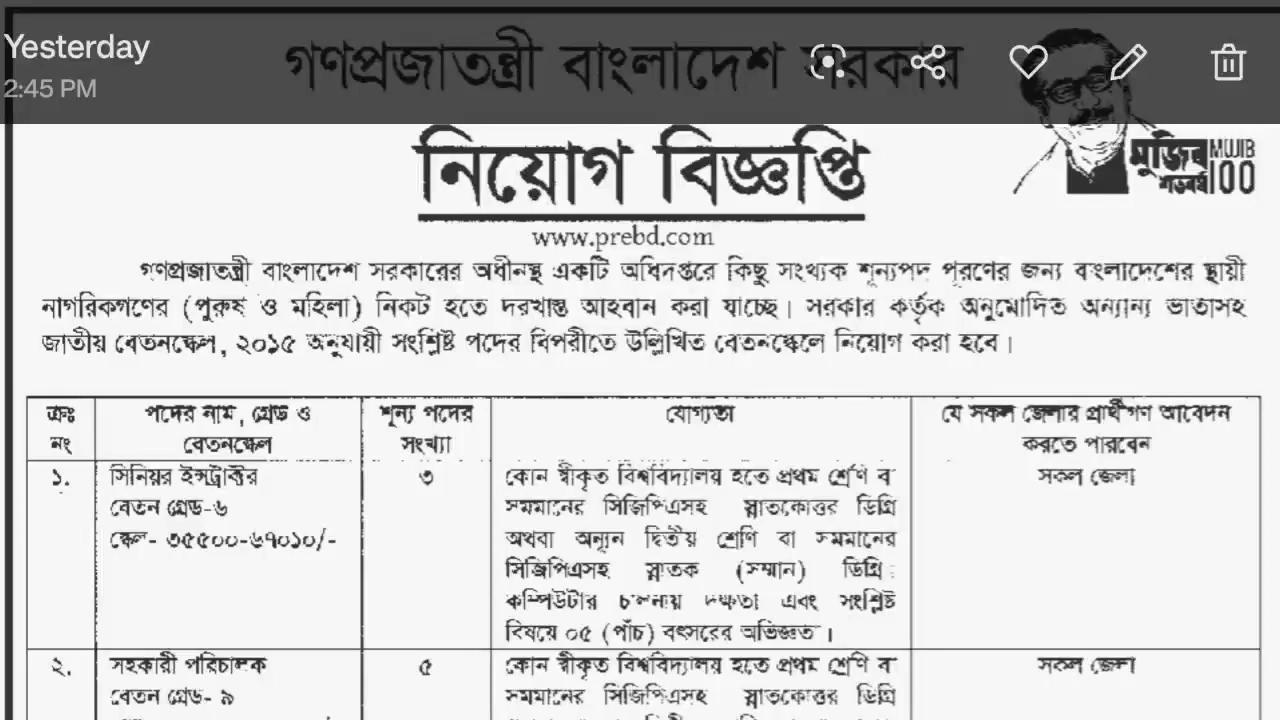 Yesterday
2:45 PM
গণপ্রজাতন্ত্রী বাংলাদেশ সরকার
নিয়োগ বিজ্ঞপ্তি
মুজিব শতবর্ষ MUJIB 100
www.prebd.com
গণপ্রজাতন্ত্রী বাংলাদেশ সরকারের অধীনস্থ একটি অধিদপ্তরে কিছু সংখ্যক শূন্যপদ পূরণের জন্য বাংলাদেশের স্থায়ী
নাগরিকগণের (পুরুষ ও মহিলা) নিকট হতে দরখাস্ত আহবান করা যাচ্ছে। সরকার কর্তৃক অনুমোদিত অন্যান্য ভাতাসহ
জাতীয় বেতনস্কেল, ২০১৫ অনুযায়ী সংশ্লিষ্ট পদের বিপরীতে উল্লিখিত বেতনস্কেলে নিয়োগ করা হবে।
ক্রঃ নং
পদের নাম, গ্রেড ও বেতনস্কেল
শূন্য পদের সংখ্যা
যোগ্যতা
যে সকল জেলার প্রার্থীগণ আবেদন করতে পারবেন
১.
সিনিয়র ইন্সট্রাক্টর
বেতন গ্রেড-৬
স্কেল- ৩৫৫০০-৬৭০১০/-
৩
কোন স্বীকৃত বিশ্ববিদ্যালয় হতে প্রথম শ্রেণি বা
সমমানের সিজিপিএসহ স্নাতকোত্তর ডিগ্রি
অথবা অন্যূন দ্বিতীয় শ্রেণি বা সমমানের
সিজিপিএসহ স্নাতক (সম্মান) ডিগ্রি;
কম্পিউটার চালনায় দক্ষতা এবং সংশ্লিষ্ট
বিষয়ে ০৫ (পাঁচ) বৎসরের অভিজ্ঞতা।
সকল জেলা
২.
সহকারী পরিচালক
বেতন গ্রেড- ৯
৫
কোন স্বীকৃত বিশ্ববিদ্যালয় হতে প্রথম শ্রেণি বা
সমমানের সিজিপিএসহ স্নাতকোত্তর ডিগ্রি
সকল জেলা